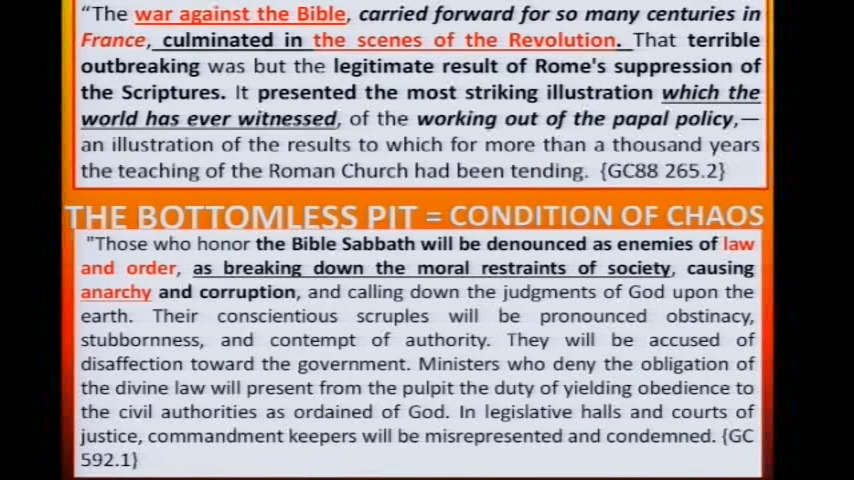 “The war against the Bible, carried forward for so many centuries in
France, culminated in the scenes of the Revolution. That terrible
outbreaking was but the legitimate result of Rome's suppression of
the Scriptures. It presented the most striking illustration which the
world has ever witnessed, of the working out of the papal policy,—
an illustration of the results to which for more than a thousand years
the teaching of the Roman Church had been tending. {GC88 265.2}
THE BOTTOMLESS PIT = CONDITION OF CHAOS
"Those who honor the Bible Sabbath will be denounced as enemies of law
and order, as breaking down the moral restraints of society, causing
anarchy and corruption, and calling down the judgments of God upon the
earth. Their conscientious scruples will be pronounced obstinacy,
stubbornness, and contempt of authority. They will be accused of
disaffection toward the government. Ministers who deny the obligation of
the divine law will present from the pulpit the duty of yielding obedience to
the civil authorities as ordained of God. In legislative halls and courts of
justice, commandment keepers will be misrepresented and condemned. {GC
592.1}